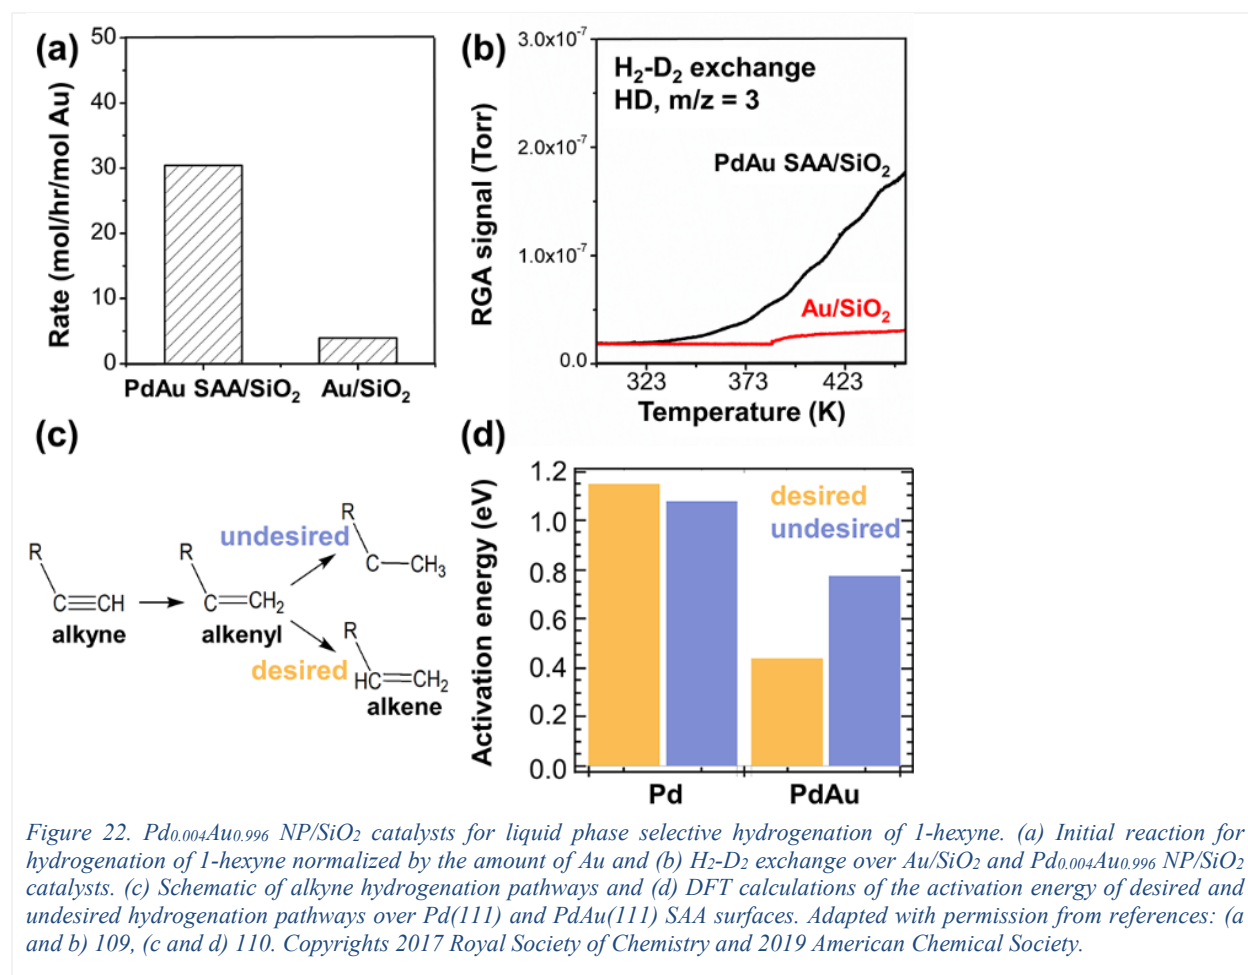 (a)
50
40
30
20
10
0
Rate (mol/hr/mol Au)
PdAu SAA/SiO2 Au/SiO2
(b)
3.0x10-7
2.0x10-7
1.0x10-7
0.0
RGA signal (Torr)
H2-D2 exchange
HD, m/z = 3
PdAu SAA/SiO2
Au/SiO2
323 373 423
Temperature (K)
(c)
R
C≡CH
alkyne
R
C=CH2
alkenyl
undesired
R
C—CH3
desired
R
HC=CH2
alkene
(d)
1.2
1.0
0.8
0.6
0.4
0.2
0.0
Activation energy (eV)
desired
undesired
Pd PdAu
Figure 22. Pd0.004Au0.996 NP/SiO2 catalysts for liquid phase selective hydrogenation of 1-hexyne. (a) Initial reaction for
hydrogenation of 1-hexyne normalized by the amount of Au and (b) H2-D2 exchange over Au/SiO2 and Pd0.004Au0.996 NP/SiO2
catalysts. (c) Schematic of alkyne hydrogenation pathways and (d) DFT calculations of the activation energy of desired and
undesired hydrogenation pathways over Pd(111) and PdAu(111) SAA surfaces. Adapted with permission from references: (a
and b) 109, (c and d) 110. Copyrights 2017 Royal Society of Chemistry and 2019 American Chemical Society.